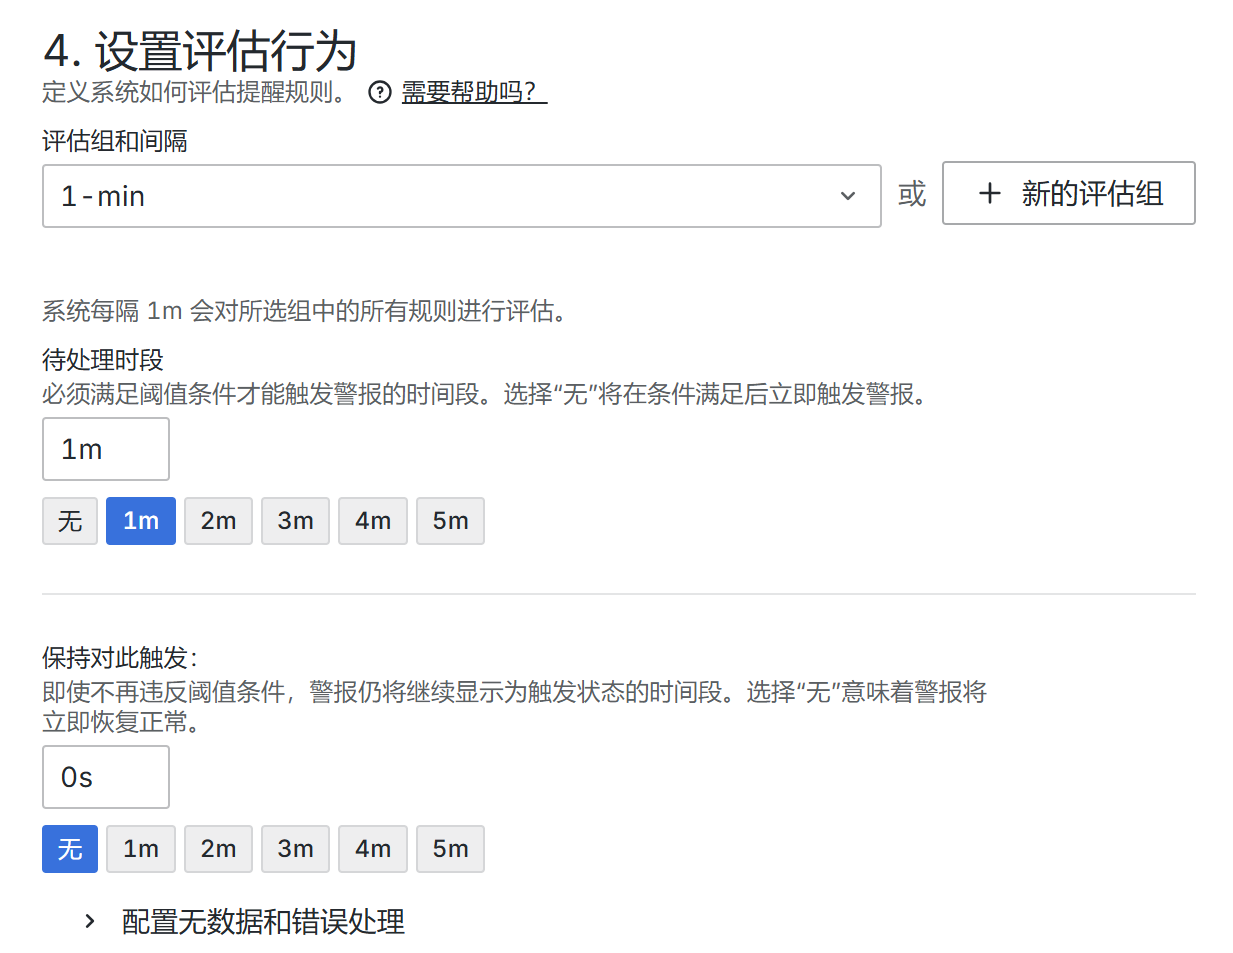 4. 设置评估行为
定义系统如何评估提醒规则。 需要帮助吗？
评估组和间隔
1-min 或 + 新的评估组
系统每隔 1m 会对所选组中的所有规则进行评估。
待处理时段
必须满足阈值条件才能触发警报的时间段。选择“无”将在条件满足后立即触发警报。
1m
无 1m 2m 3m 4m 5m
保持对此触发：
即使不再违反阈值条件，警报仍将继续显示为触发状态的时间段。选择“无”意味着警报将
立即恢复正常。
0s
无 1m 2m 3m 4m 5m
配置无数据和错误处理